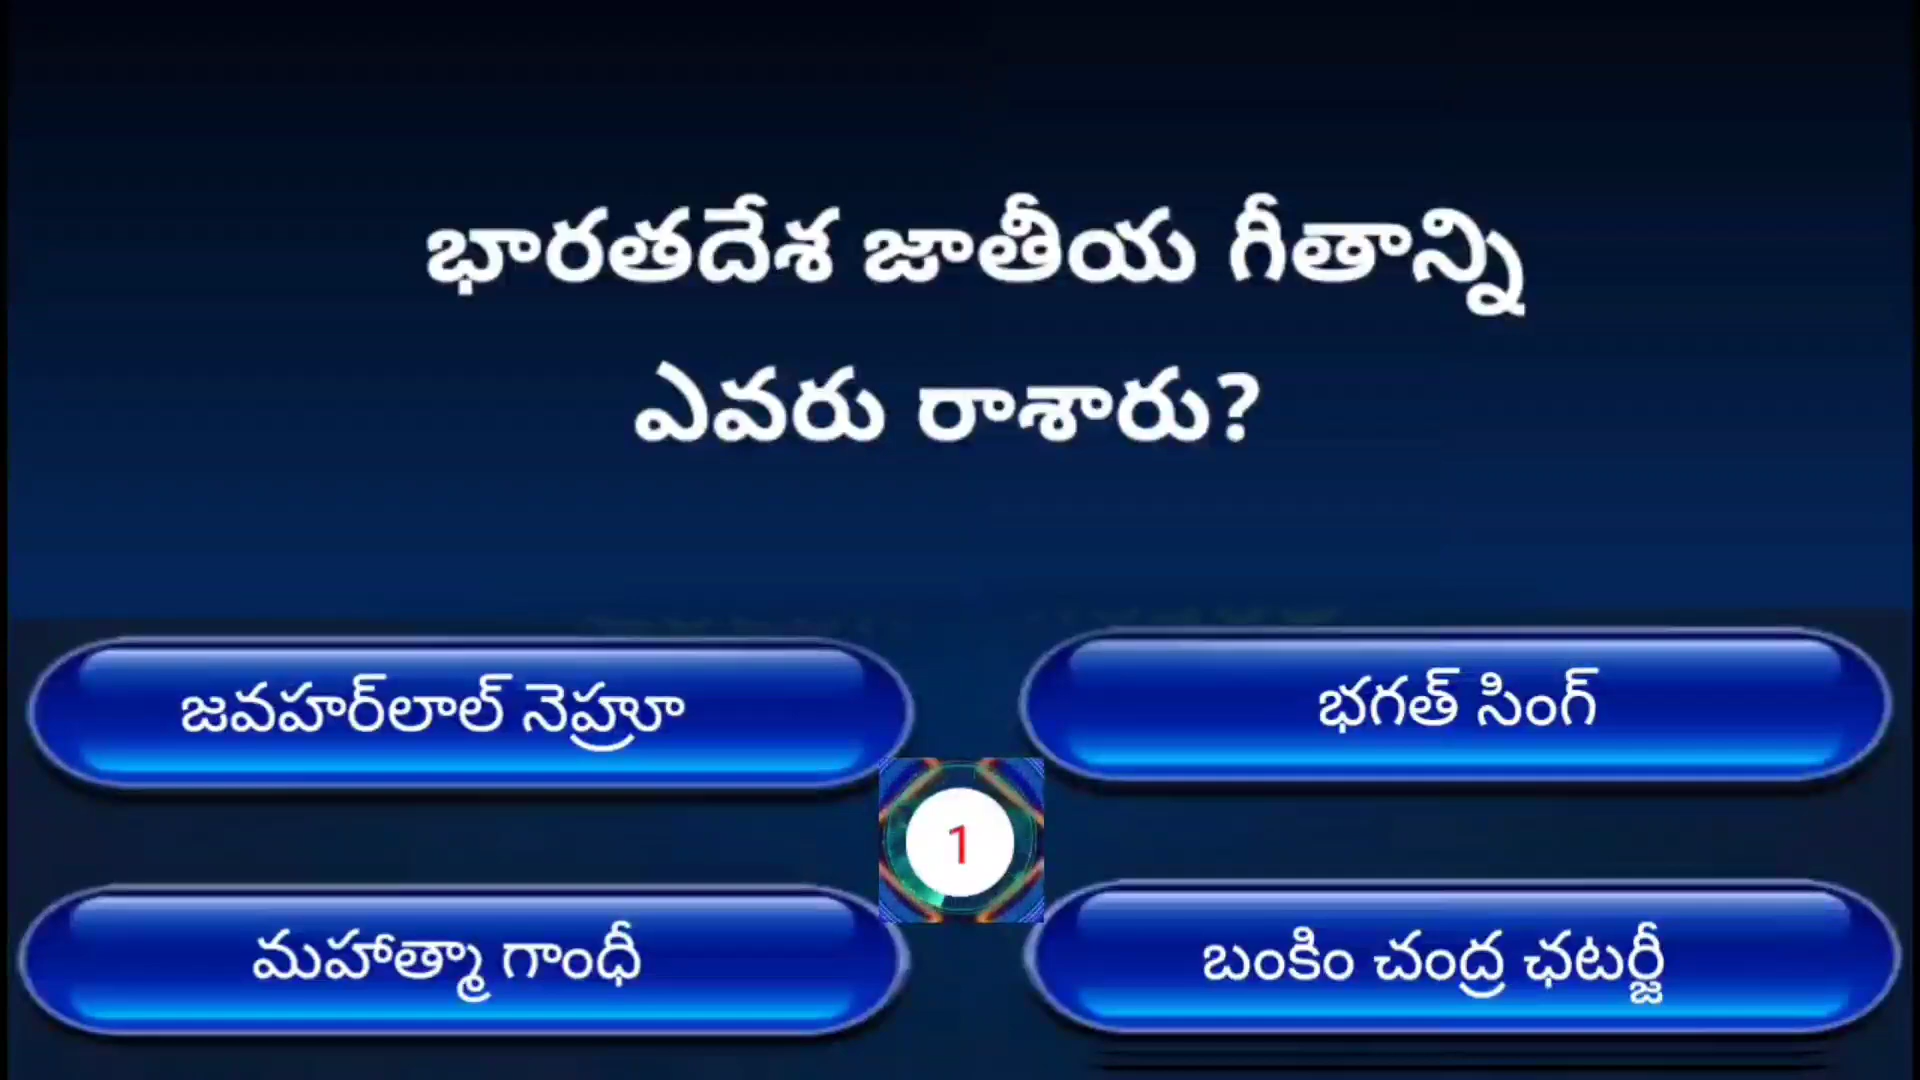 భారతదేశ జాతీయ గీతాన్ని
ఎవరు రాశారు?
జవహర్‌లాల్ నెహ్రూ
భగత్ సింగ్
1
మహాత్మా గాంధీ
బంకిం చంద్ర ఛటర్జీ